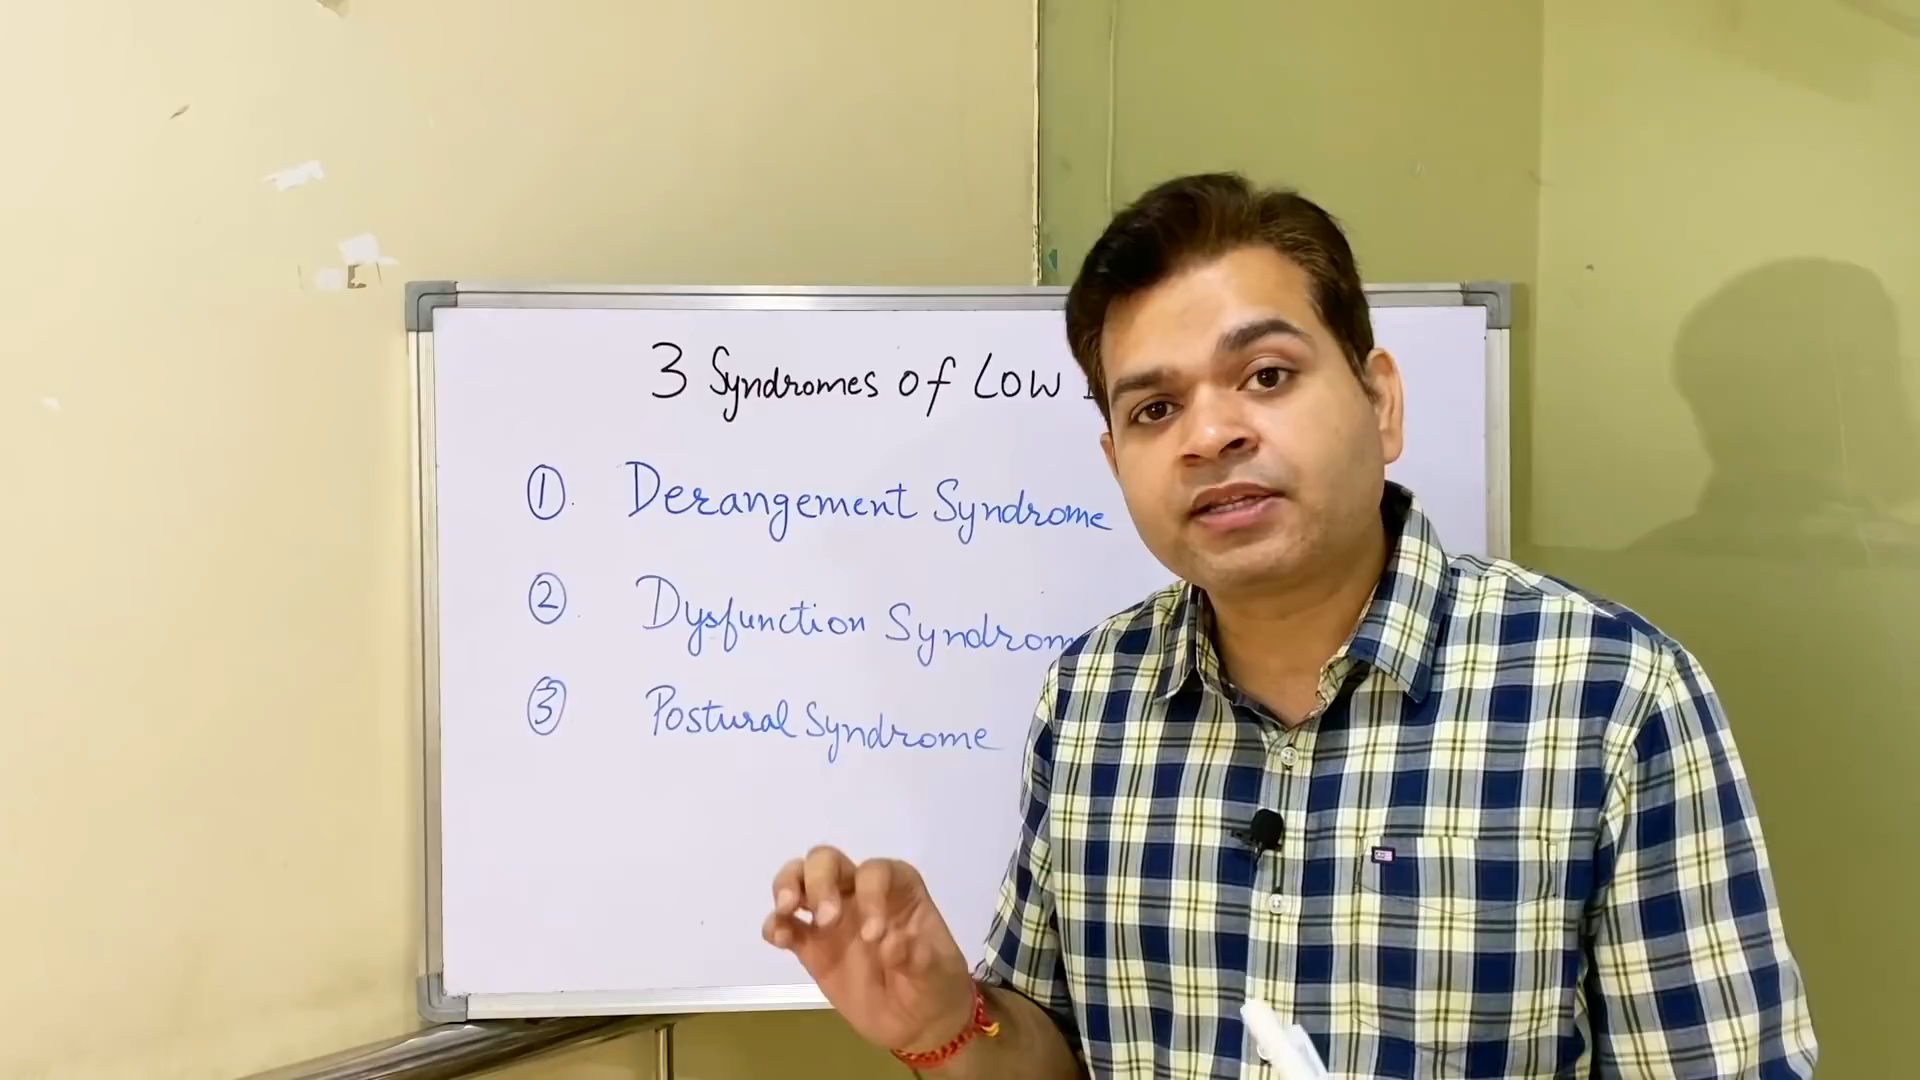 3 Syndromes of Low
①. Derangement Syndrome
②. Dysfunction Syndrom
③ Postural Syndrome